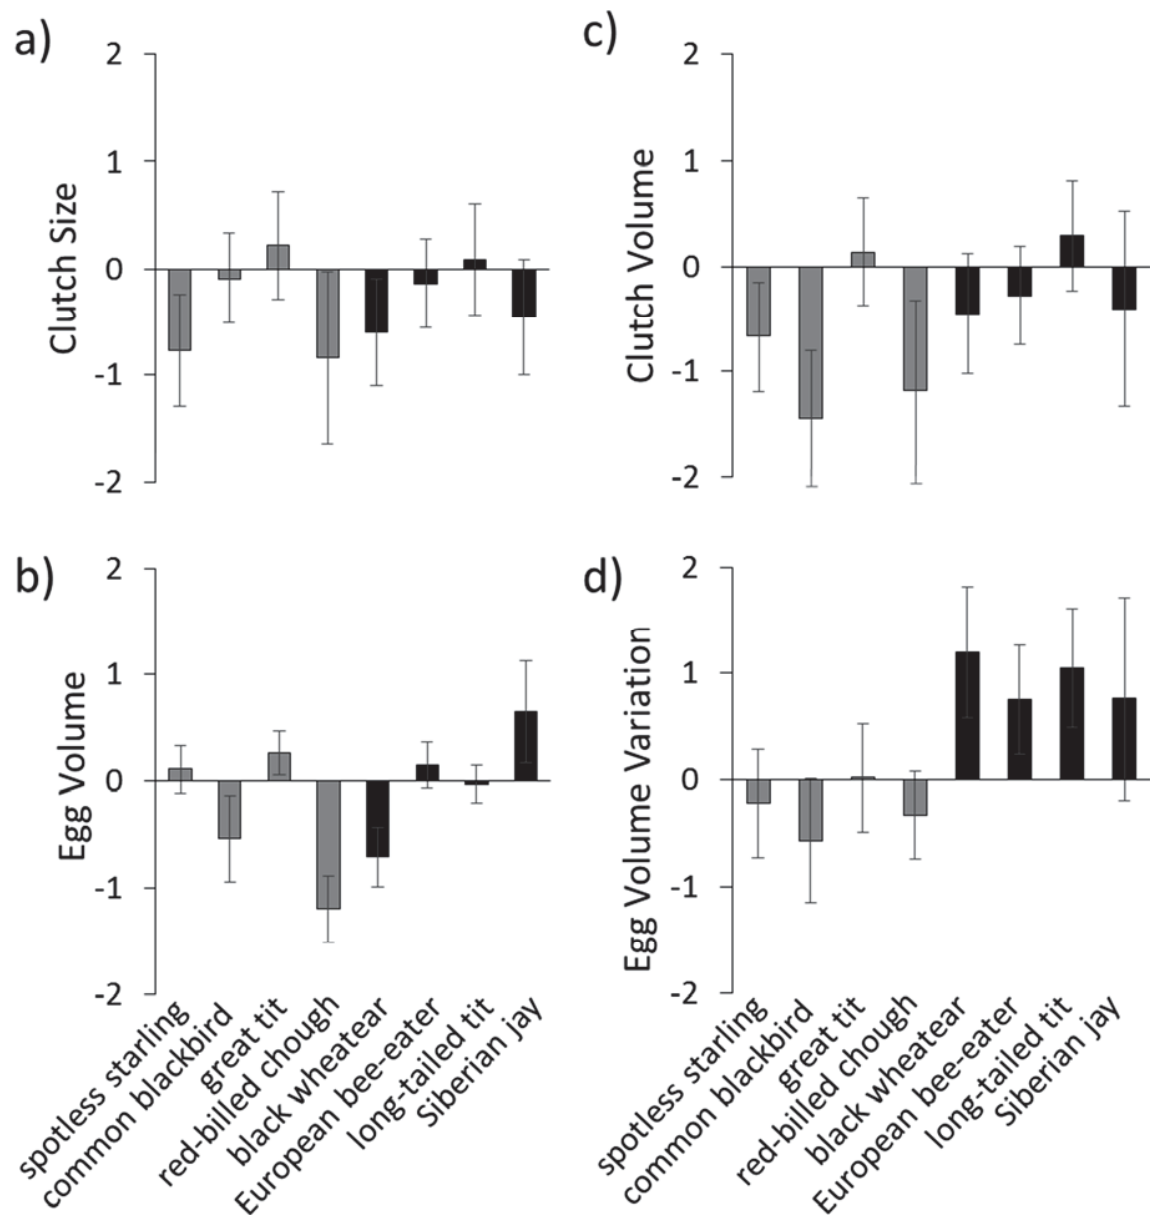 a)
2
1
0
-1
-2
Clutch Size
c)
2
1
0
-1
-2
Clutch Volume
b)
2
1
0
-1
-2
Egg Volume
spotless starling
common blackbird
great tit
red-billed chough
black wheatear
European bee-eater
long-tailed tit
Siberian jay
d)
2
1
0
-1
-2
Egg Volume Variation
spotless starling
common blackbird
great tit
red-billed chough
black wheatear
European bee-eater
long-tailed tit
Siberian jay